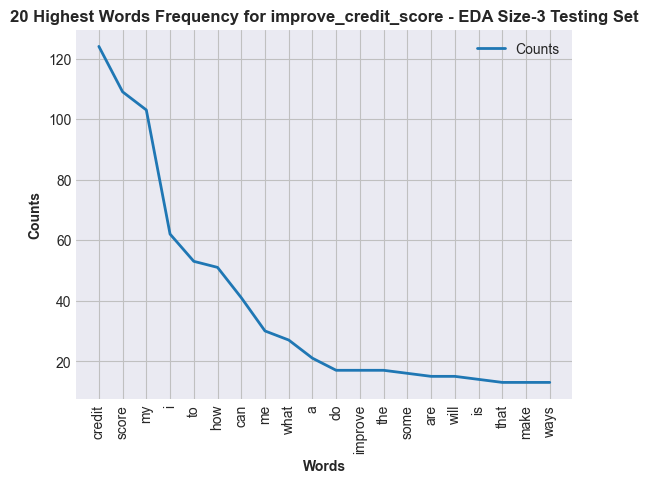 20 Highest Words Frequency for improve_credit_score - EDA Size-3 Testing Set
Counts
120
100
80
60
40
20
Counts
credit
score
my
i
to
how
can
me
what
a
do
improve
the
some
are
will
is
that
make
ways
Words